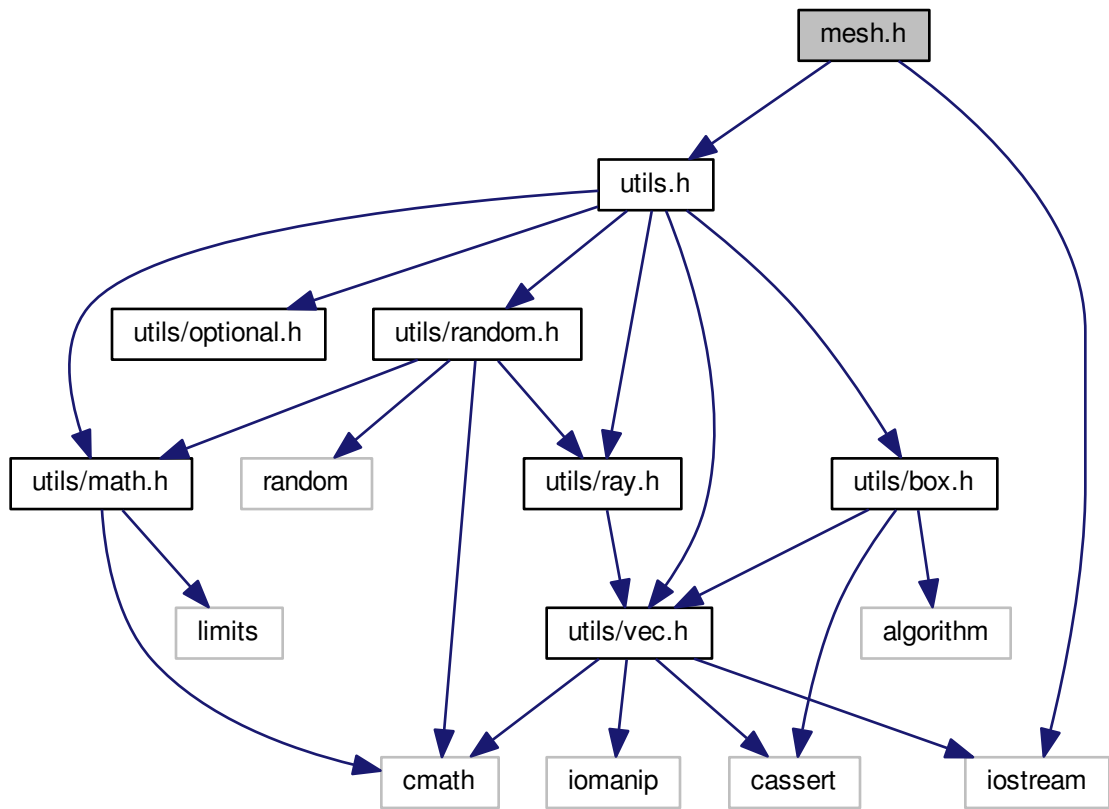 mesh.h
utils.h
utils/optional.h
utils/random.h
utils/math.h
random
utils/ray.h
utils/box.h
limits
utils/vec.h
algorithm
cmath
iomanip
cassert
iostream